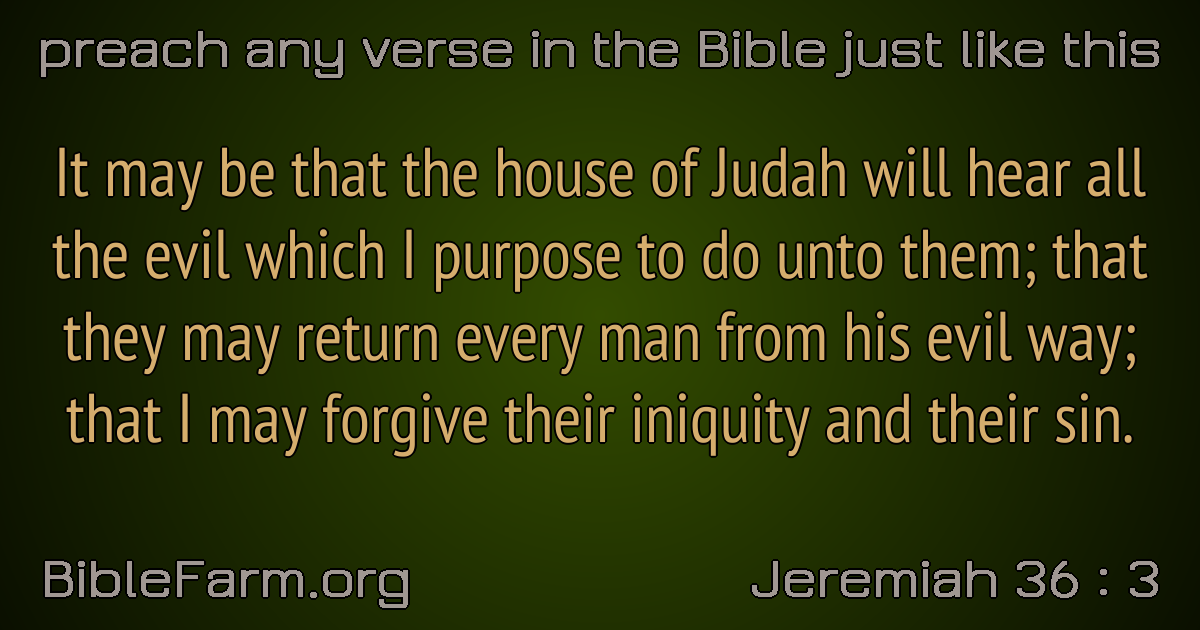 preach any verse in the Bible just like this
It may be that the house of Judah will hear all
the evil which I purpose to do unto them; that
they may return every man from his evil way;
that I may forgive their iniquity and their sin.
BibleFarm.org
Jeremiah 36 : 3